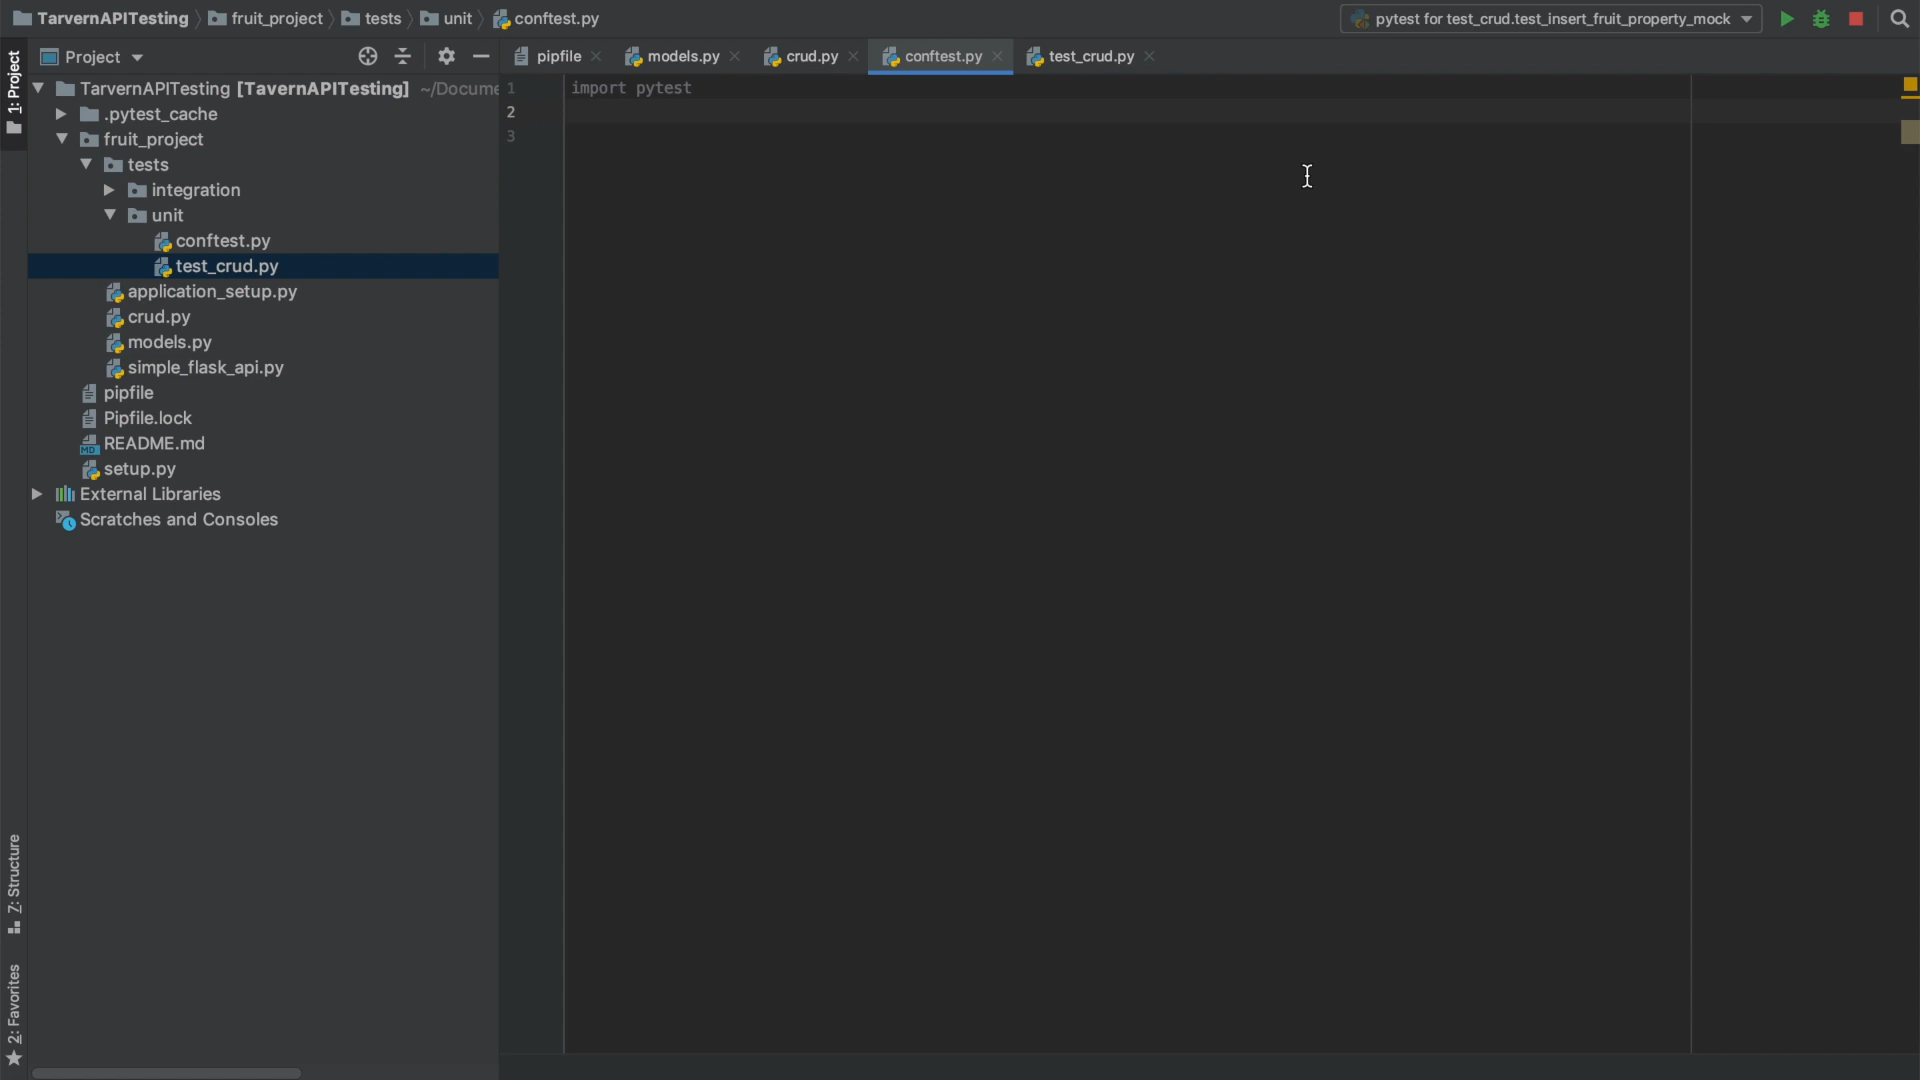 TarvernAPITesting fruit_project tests unit conftest.py
pytest for test_crud.test_insert_fruit_property_mock
1: Project
Project
pipfile models.py crud.py conftest.py test_crud.py
TarvernAPITesting [TavernAPITesting] ~/Docume
.pytest_cache
fruit_project
tests
integration
unit
conftest.py
test_crud.py
application_setup.py
crud.py
models.py
simple_flask_api.py
pipfile
Pipfile.lock
MD README.md
setup.py
External Libraries
Scratches and Consoles
1 import pytest
2
3
Z: Structure
2: Favorites